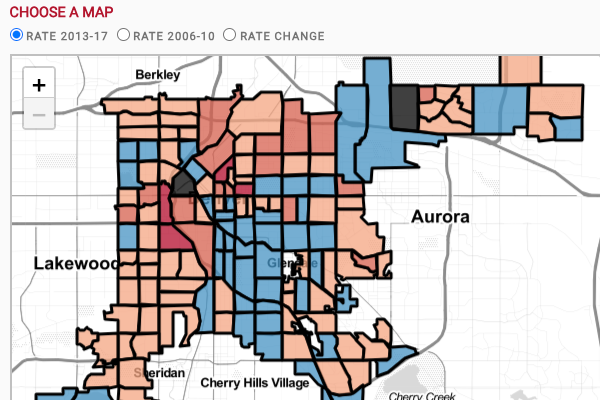 CHOOSE A MAP
RATE 2013-17 RATE 2006-10 RATE CHANGE
Berkley
+
−
Denver
Aurora
Lakewood
Glendale
Sheridan
Cherry Hills Village
Cherry Creek